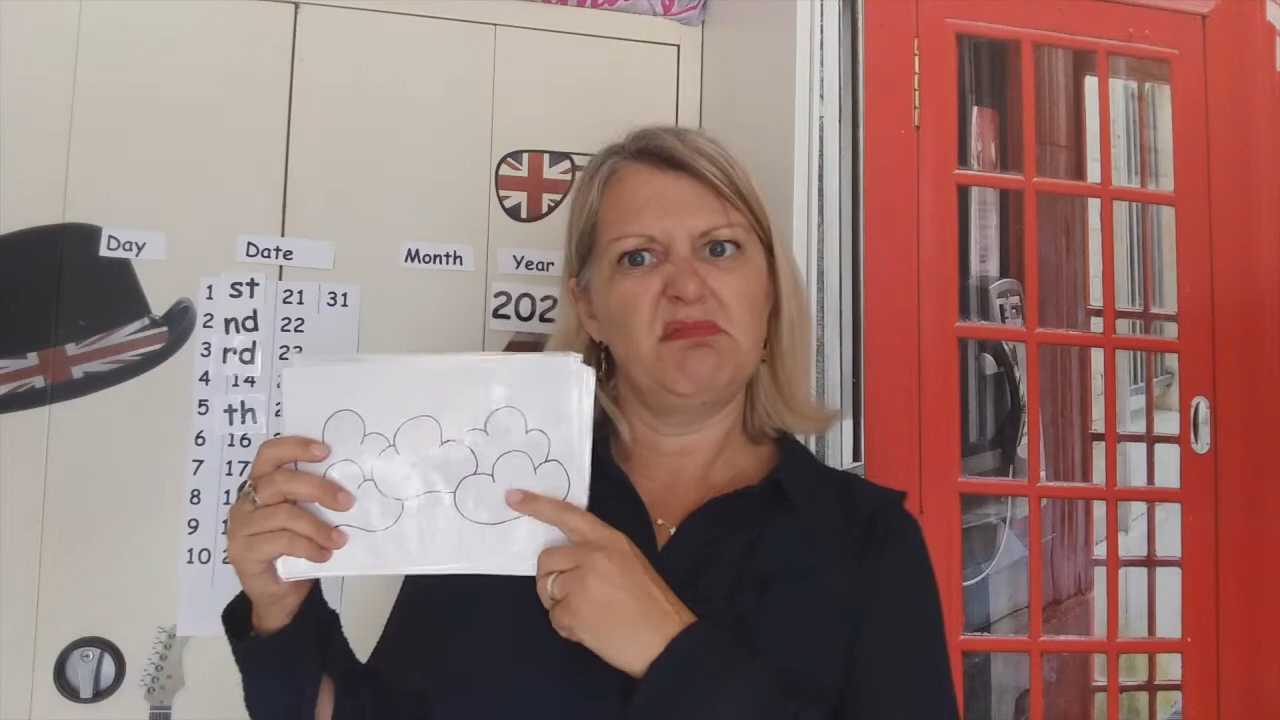 Day
Date
Month
Year
1 st 21 31
2 nd 22
3 rd
4 14
5 th
6 16
7 17
8
9
10
202